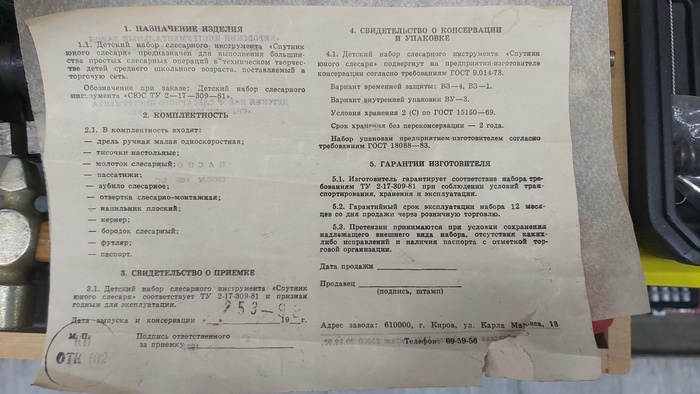 1. НАЗНАЧЕНИЕ ИЗДЕЛИЯ
1.1. Детский набор слесарного инструмента «Спутник
юного слесаря» предназначен для выполнения большин-
ства простых слесарных операций в техническом творчес-
тве детей среднего школьного возраста, поставляемый в
торговую сеть.
Обозначение при заказе: Детский набор слесарного
инструмента «СЮС ТУ 2—17—309—81».
2. КОМПЛЕКТНОСТЬ
2.1. В комплектность входят:
— дрель ручная малая односкоростная;
— тисочки настольные;
— молоток слесарный;
— пассатижи;
— зубило слесарное;
— отвертка слесарно-монтажная;
— напильник плоский;
— кернер;
— бородок слесарный;
— футляр;
— паспорт.
3. СВИДЕТЕЛЬСТВО О ПРИЕМКЕ
3.1. Детский набор слесарного инструмента «Спутник
юного слесаря» соответствует ТУ 2-17-309-81 и признан
годным для эксплуатации.
Дата выпуска и консервации 19 г.
М. П.
Подпись ответственного
за приемку
ОТК 102
4. СВИДЕТЕЛЬСТВО О КОНСЕРВАЦИИ
И УПАКОВКЕ
4.1. Детский набор слесарного инструмента «Спутник
юного слесаря» подвергнут на предприятии-изготовителе
консервации согласно требованиям ГОСТ 9.014-78.
Вариант временной защиты: ВЗ—4, ВЗ—1.
Вариант внутренней упаковки ВУ—3.
Условия хранения 2 (С) по ГОСТ 15150—69.
Срок хранения без переконсервации — 2 года.
Набор упакован предприятием-изготовителем согласно
требованиям ГОСТ 18088—83.
5. ГАРАНТИИ ИЗГОТОВИТЕЛЯ
5.1. Изготовитель гарантирует соответствие набора тре-
бованиям ТУ 2-17-309-81 при соблюдении условий тран-
спортирования, хранения и эксплуатации.
5.2. Гарантийный срок эксплуатации набора 12 меся-
цев со дня продажи через розничную торговлю.
5.3. Претензии принимаются при условии сохранения
надлежащего внешнего вида набора, отсутствия каких-
либо исправлений и наличия паспорта с отметкой тор-
говой организации.
Дата продажи
Продавец
(подпись, штамп)
Адрес завода: 610000, г. Киров, ул. Карла Маркса, 18
Телефон: 69-59-56